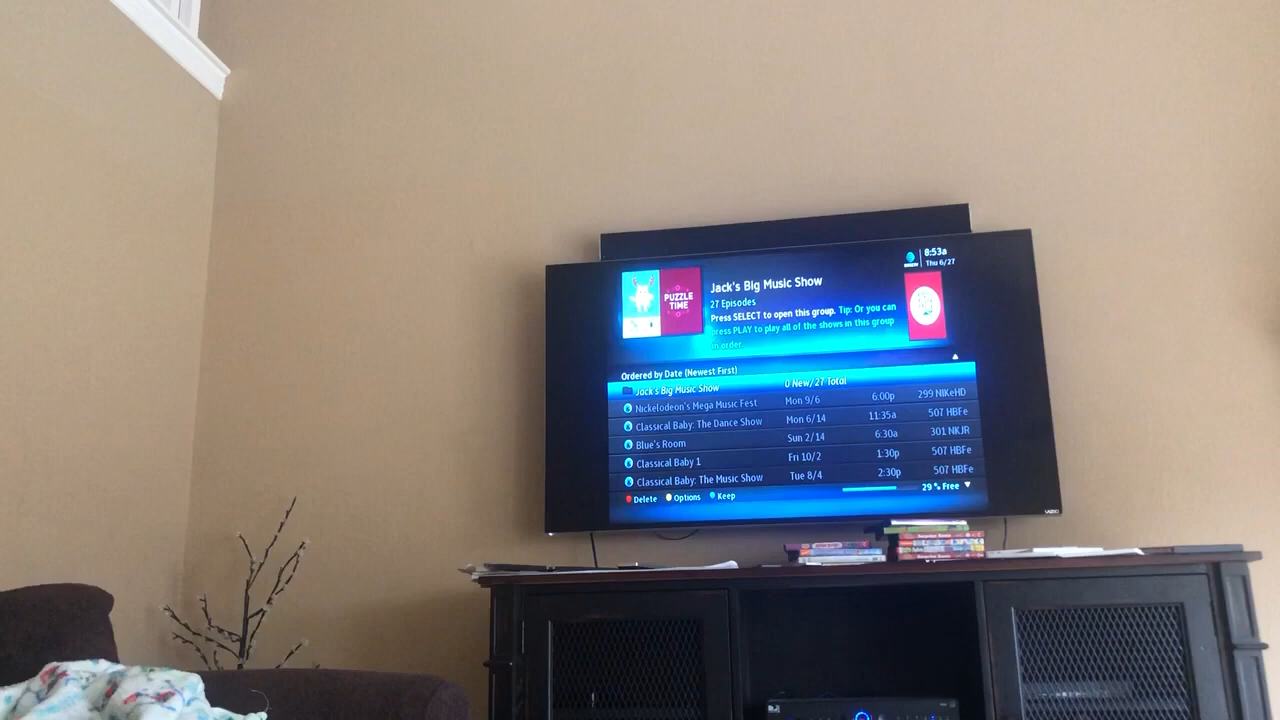 8:53a
Thu 6/27
PUZZLE
TIME
Jack's Big Music Show
27 Episodes
Press SELECT to open this group. Tip: Or you can
press PLAY to play all of the shows in this group
in order.
Ordered by Date (Newest First)
Jack's Big Music Show 0 New/ 27 Total
Nickelodeon's Mega Music Fest Mon 9/6 6:00p 299 NIKeHD
Classical Baby: The Dance Show Mon 6/14 11:35a 507 HBFe
Blue's Room Sun 2/14 6:30a 301 NKJR
Classical Baby 1 Fri 10/2 1:30p 507 HBFe
Classical Baby: The Music Show Tue 8/4 2:30p 507 HBFe
Delete Options Keep 29 % Free
VIZIO